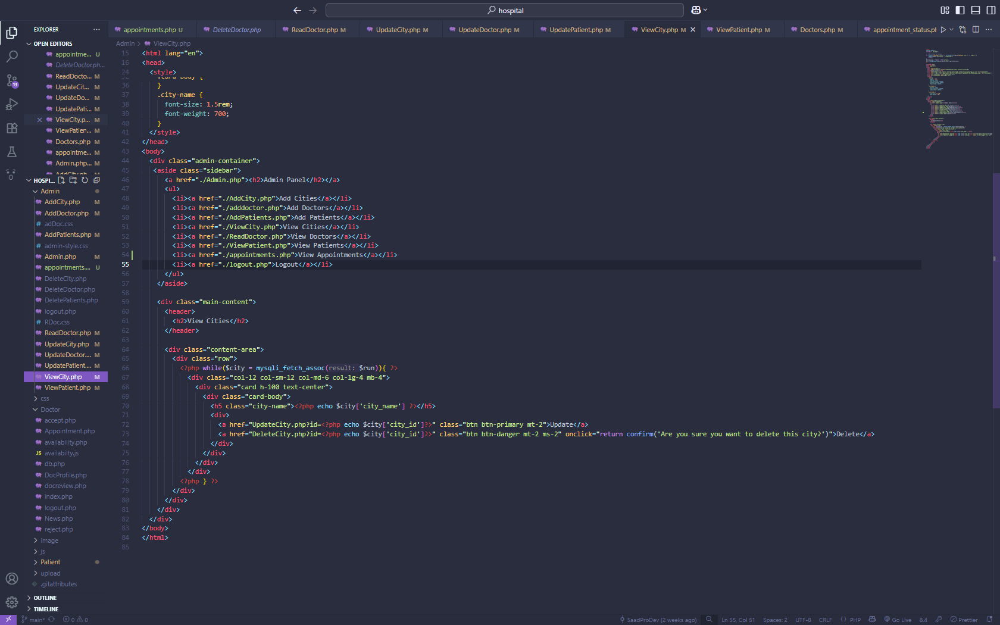 hospital
EXPLORER
appointments.php U
DeleteDoctor.php
ReadDoctor.php M
UpdateCity.php M
UpdateDoctor.php M
UpdatePatient.php M
ViewCity.php M
ViewPatient.php M
Doctors.php M
appointment_status.pl
OPEN EDITORS
appointme... U
DeleteDoctor.ph...
ReadDocto... M
UpdateCit... M
UpdateDo... M
UpdatePati... M
ViewCity.p... M
ViewPatien... M
Doctors.php M
appointme... M
Admin.php... M
AddCity.ph... M
HOSPI...
Admin
AddCity.php M
AddDoctor.php M
# adDoc.css
AddPatients.php M
# admin-style.css
Admin.php M
appointments.... U
DeleteCity.php
DeleteDoctor.php
DeletePatients.php
logout.php
# RDoc.css
ReadDoctor.php M
UpdateCity.php M
UpdateDoctor.... M
UpdatePatient.... M
ViewCity.php M
ViewPatient.php M
css
Doctor
accept.php
Appointment.php
availability.php
JS availabilty.js
db.php
DocProfile.php
docreview.php
index.php
logout.php
News.php
reject.php
image
js
Patient
upload
.gitattributes
OUTLINE
TIMELINE
13
Admin > ViewCity.php
15 <html lang="en">
16 <head>
24 <style>
.card-body {
36 }
37 .city-name {
38 font-size: 1.5rem;
39 font-weight: 700;
40 }
41 </style>
42 </head>
43 <body>
44 <div class="admin-container">
45 <aside class="sidebar">
46 <a href="./Admin.php"><h2>Admin Panel</h2></a>
47 <ul>
48 <li><a href="./AddCity.php">Add Cities</a></li>
49 <li><a href="./adddoctor.php">Add Doctors</a></li>
50 <li><a href="./AddPatients.php">Add Patients</a></li>
51 <li><a href="./ViewCity.php">View Cities</a></li>
52 <li><a href="./ReadDoctor.php">View Doctors</a></li>
53 <li><a href="./ViewPatient.php">View Patients</a></li>
54 <li><a href="./appointments.php">View Appointments</a></li>
55 <li><a href="./logout.php">Logout</a></li>
56 </ul>
57 </aside>
58
59 <div class="main-content">
60 <header>
61 <h2>View Cities</h2>
62 </header>
63
64 <div class="content-area">
65 <div class="row">
66 <?php while($city = mysqli_fetch_assoc(result: $run)){ ?>
67 <div class="col-12 col-sm-12 col-md-6 col-lg-4 mb-4">
68 <div class="card h-100 text-center">
69 <div class="card-body">
70 <h5 class="city-name"><?php echo $city['city_name'] ?></h5>
71 <div>
72 <a href="UpdateCity.php?id=<?php echo $city['city_id']?>" class="btn btn-primary mt-2">Update</a>
73 <a href="DeleteCity.php?id=<?php echo $city['city_id']?>" class="btn btn-danger mt-2 ms-2" onclick="return confirm('Are you sure you want to delete this city?')">Delete</a>
74 </div>
75 </div>
76 </div>
77 </div>
78 <?php } ?>
79 </div>
80 </div>
81 </div>
82 </div>
83 </body>
84 </html>
85
main* 0 0
SaadProDev (2 weeks ago)
Ln 55, Col 51
Spaces: 2
UTF-8
CRLF
{} PHP
Go Live
8.4
Prettier